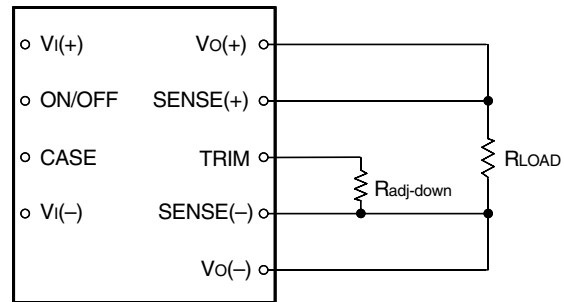 VI(+) VO(+)
ON/OFF SENSE(+)
CASE TRIM
RLOAD
Radj-down
VI(–) SENSE(–)
VO(–)